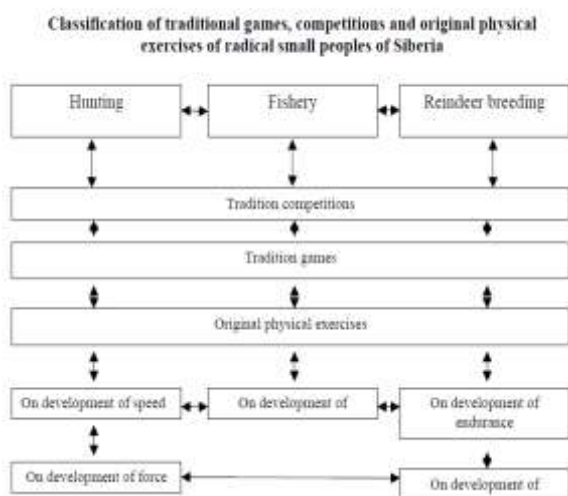 Classification of traditional games, competitions and original physical
exercises of radical small peoples of Siberia
Hunting
Fishery
Reindeer breeding
Tradition competitions
Tradition games
Original physical exercises
On development of speed
On development of
On development of
endurance
On development of force
On development of